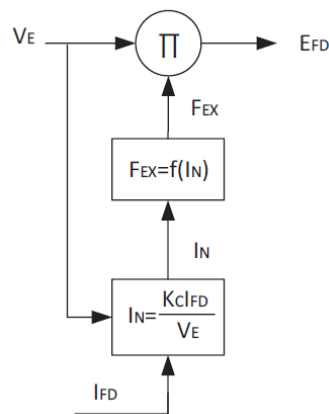 VE
∏
EFD
FEX
FEX=f(IN)
IN
IN=KCIFD/VE
IFD